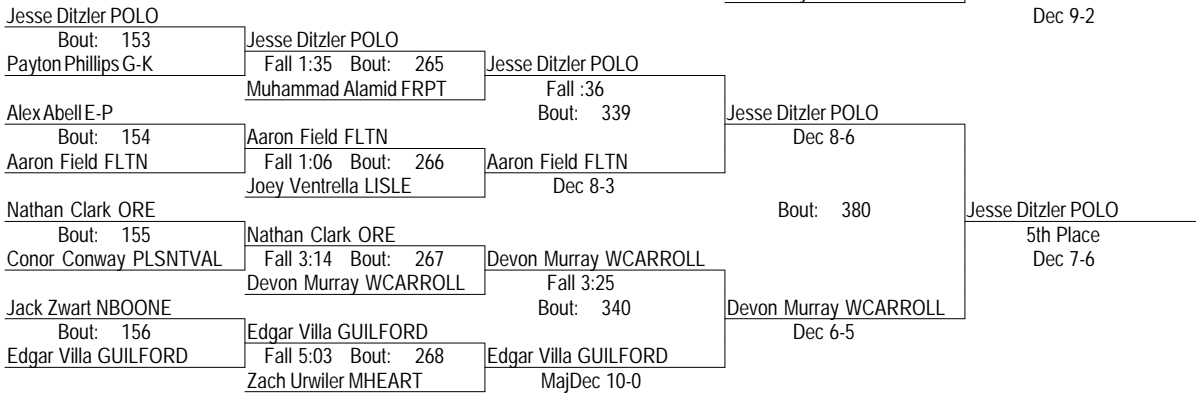 Jesse Ditzler POLO
Dec 9-2
Bout: 153
Jesse Ditzler POLO
Payton Phillips G-K
Fall 1:35 Bout: 265
Jesse Ditzler POLO
Muhammad Alamid FRPT
Fall :36
Alex Abell E-P
Bout: 339
Jesse Ditzler POLO
Bout: 154
Aaron Field FLTN
Dec 8-6
Aaron Field FLTN
Fall 1:06 Bout: 266
Aaron Field FLTN
Joey Ventrella LISLE
Dec 8-3
Nathan Clark ORE
Bout: 380
Jesse Ditzler POLO
Bout: 155
Nathan Clark ORE
5th Place
Conor Conway PLSNTVAL
Fall 3:14 Bout: 267
Devon Murray WCARROLL
Dec 7-6
Devon Murray WCARROLL
Fall 3:25
Jack Zwart NBOONE
Bout: 340
Devon Murray WCARROLL
Bout: 156
Edgar Villa GUILFORD
Dec 6-5
Edgar Villa GUILFORD
Fall 5:03 Bout: 268
Edgar Villa GUILFORD
Zach Urwiler MHEART
MajDec 10-0